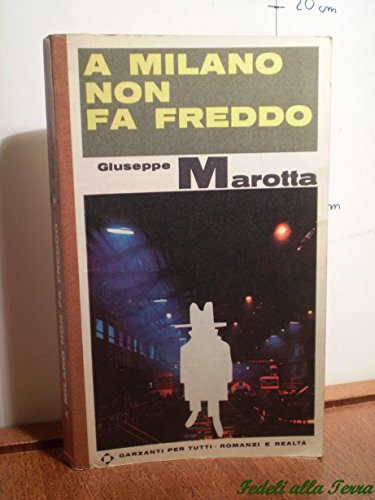 20 cm
A MILANO
NON
FA FREDDO
Giuseppe Marotta
cm
A MILANO NON FA FREDDO
GARZANTI PER TUTTI · ROMANZI E REALTÀ
Fedeli alla Terra